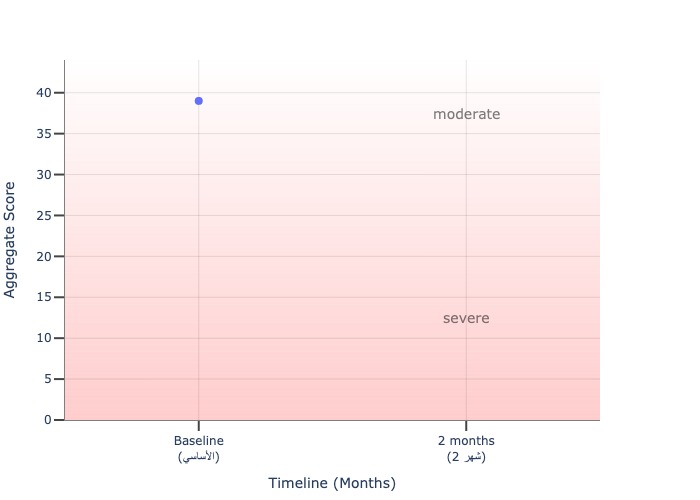 40
moderate
35
30
25
20
15
severe
10
5
0
Aggregate Score
Baseline
(الأساسي)
2 months
(2 شهر)
Timeline (Months)